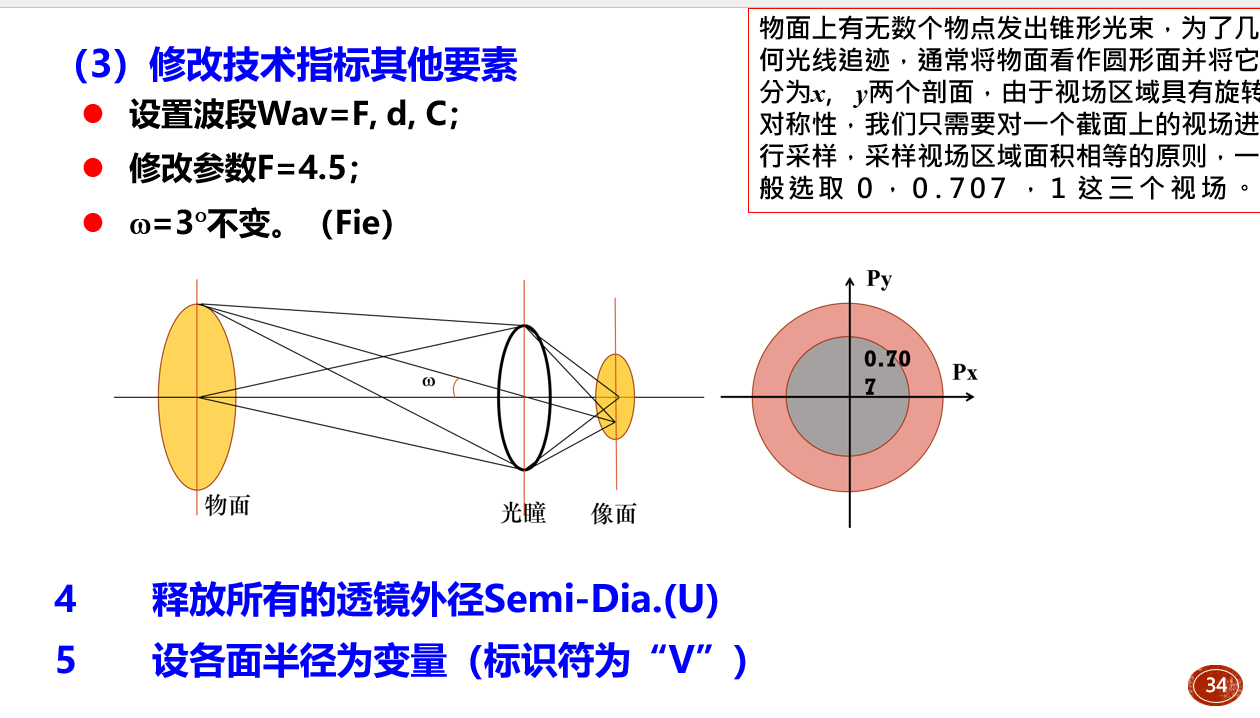 （3）修改技术指标其他要素
设置波段Wav=F, d, C；
修改参数F=4.5；
ω=3°不变。（Fie）
物面上有无数个物点发出锥形光束，为了几
何光线追迹，通常将物面看作圆形面并将它
分为x, y两个剖面，由于视场区域具有旋转
对称性，我们只需要对一个截面上的视场进
行采样，采样视场区域面积相等的原则，一
般选取0，0.707，1这三个视场。
ω
物面
光瞳
像面
Py
0.70
7
Px
4 释放所有的透镜外径Semi-Dia.(U)
5 设各面半径为变量（标识符为“V”）
34